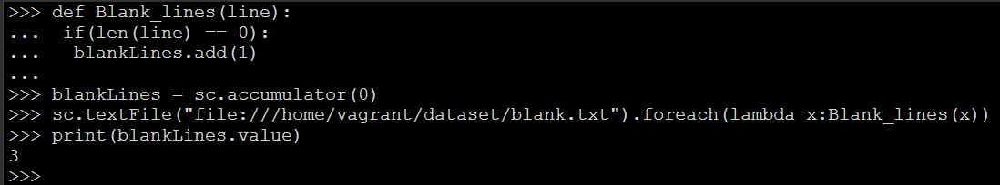 >>> def Blank_lines(line):
...  if(len(line) == 0):
...   blankLines.add(1)
...
>>> blankLines = sc.accumulator(0)
>>> sc.textFile("file:///home/vagrant/dataset/blank.txt").foreach(lambda x:Blank_lines(x))
>>> print(blankLines.value)
3
>>>